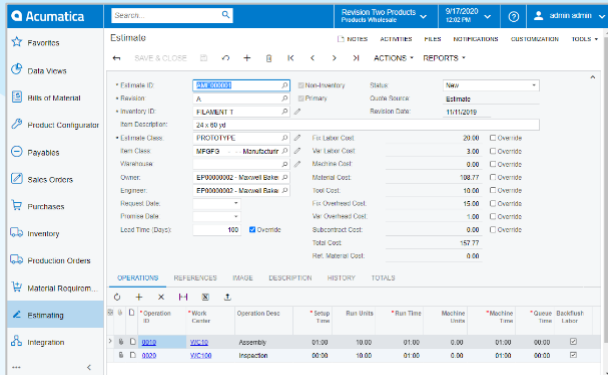 Acumatica
Search...
Revision Two Products
Products Wholesale
9/17/2020
12:02 PM
admin admin
Favorites
Data Views
Bills of Material
Product Configurator
Payables
Sales Orders
Purchases
Inventory
Production Orders
Material Requirem...
Estimating
Integration
Estimate
NOTES ACTIVITIES FILES NOTIFICATIONS CUSTOMIZATION TOOLS
SAVE & CLOSE ACTIONS REPORTS
* Estimate ID: Non-Inventory Status: New
* Revision: A Primary Quote Source: Estimate
* Inventory ID: FILAMENT T Revision Date: 11/11/2019
Item Description: 24 x 60 yd
* Estimate Class: PROTOTYPE Fix Labor Cost: 20.00 Override
Item Class: MFGFG - Manufacturin Var Labor Cost: 3.00 Override
Warehouse: Machine Cost: 0.00 Override
Owner: EP00000002 - Maxwell Baker Material Cost: 108.77 Override
Engineer: EP00000002 - Maxwell Baker Tool Cost: 10.00 Override
Request Date: Fix Overhead Cost: 15.00 Override
Promise Date: Var Overhead Cost: 1.00 Override
Lead Time (Days): 100 Override Subcontract Cost: 0.00 Override
Total Cost: 157.77
Ref. Material Cost: 0.00
OPERATIONS REFERENCES IMAGE DESCRIPTION HISTORY TOTALS
* Operation ID * Work Center Operation Desc * Setup Time Run Units * Run Time Machine Units * Machine Time * Queue Time Backflush Labor
0010 WC10 Assembly 01:00 10.00 01:00 0.00 01:00 00:00
0020 WC100 Inspection 00:00 10.00 01:00 0.00 01:00 00:00